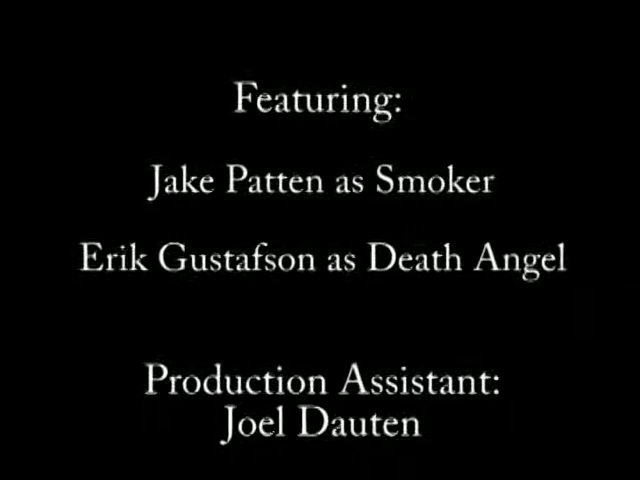 Featuring:
Jake Patten as Smoker
Erik Gustafson as Death Angel
Production Assistant:
Joel Dauten